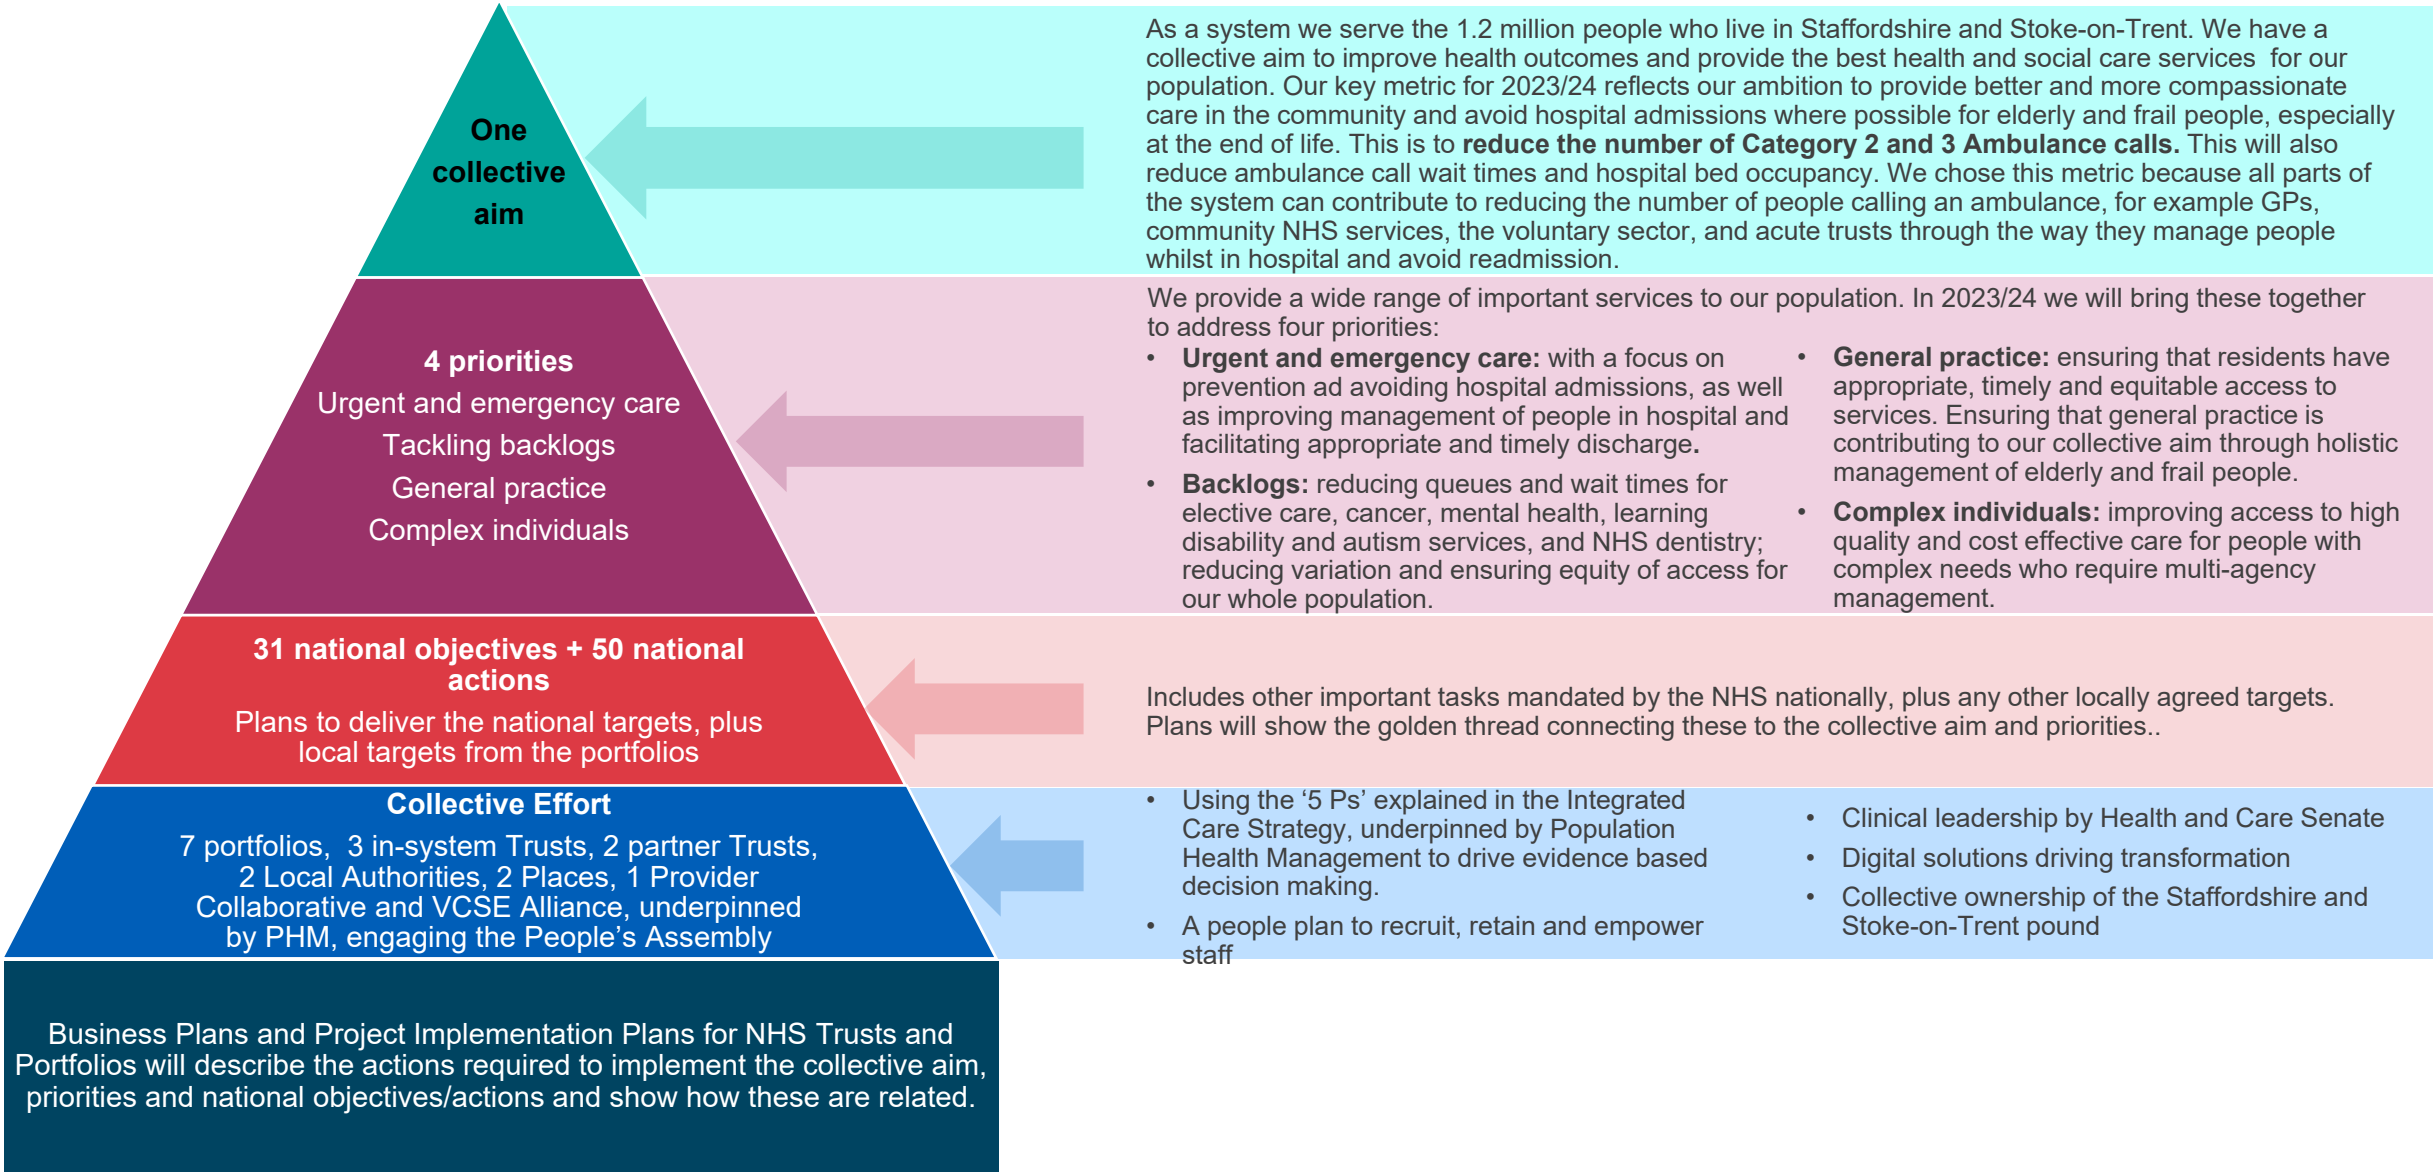 One
collective
aim
As a system we serve the 1.2 million people who live in Staffordshire and Stoke-on-Trent. We have a
collective aim to improve health outcomes and provide the best health and social care services  for our
population. Our key metric for 2023/24 reflects our ambition to provide better and more compassionate
care in the community and avoid hospital admissions where possible for elderly and frail people, especially
at the end of life. This is to reduce the number of Category 2 and 3 Ambulance calls. This will also
reduce ambulance call wait times and hospital bed occupancy. We chose this metric because all parts of
the system can contribute to reducing the number of people calling an ambulance, for example GPs,
community NHS services, the voluntary sector, and acute trusts through the way they manage people
whilst in hospital and avoid readmission.
4 priorities
Urgent and emergency care
Tackling backlogs
General practice
Complex individuals
We provide a wide range of important services to our population. In 2023/24 we will bring these together
to address four priorities:
• Urgent and emergency care: with a focus on
prevention ad avoiding hospital admissions, as well
as improving management of people in hospital and
facilitating appropriate and timely discharge.
• Backlogs: reducing queues and wait times for
elective care, cancer, mental health, learning
disability and autism services, and NHS dentistry;
reducing variation and ensuring equity of access for
our whole population.
• General practice: ensuring that residents have
appropriate, timely and equitable access to
services. Ensuring that general practice is
contributing to our collective aim through holistic
management of elderly and frail people.
• Complex individuals: improving access to high
quality and cost effective care for people with
complex needs who require multi-agency
management.
31 national objectives + 50 national
actions
Plans to deliver the national targets, plus
local targets from the portfolios
Includes other important tasks mandated by the NHS nationally, plus any other locally agreed targets.
Plans will show the golden thread connecting these to the collective aim and priorities..
Collective Effort
7 portfolios,  3 in-system Trusts, 2 partner Trusts,
2 Local Authorities, 2 Places, 1 Provider
Collaborative and VCSE Alliance, underpinned
by PHM, engaging the People’s Assembly
• Using the ‘5 Ps’ explained in the Integrated
Care Strategy, underpinned by Population
Health Management to drive evidence based
decision making.
• A people plan to recruit, retain and empower
staff
• Clinical leadership by Health and Care Senate
• Digital solutions driving transformation
• Collective ownership of the Staffordshire and
Stoke-on-Trent pound
Business Plans and Project Implementation Plans for NHS Trusts and
Portfolios will describe the actions required to implement the collective aim,
priorities and national objectives/actions and show how these are related.